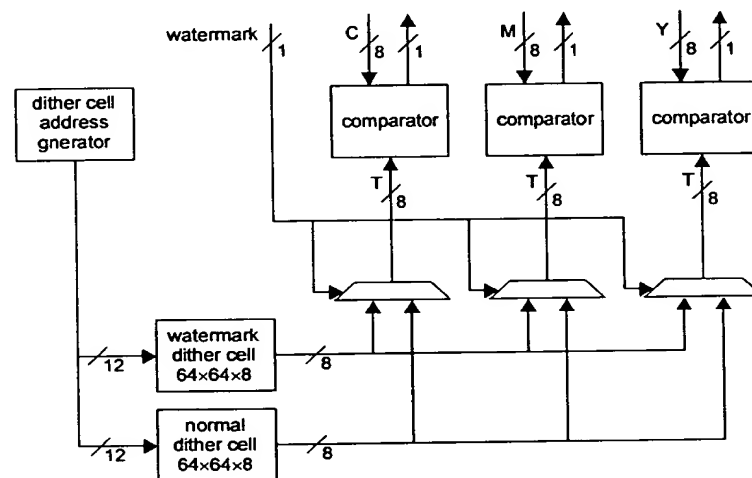 watermark
1
C
8
1
M
8
1
Y
8
1
dither cell
address
gnerator
comparator
comparator
comparator
T
8
T
8
T
8
watermark
dither cell
64×64×8
12
8
normal
dither cell
64×64×8
12
8